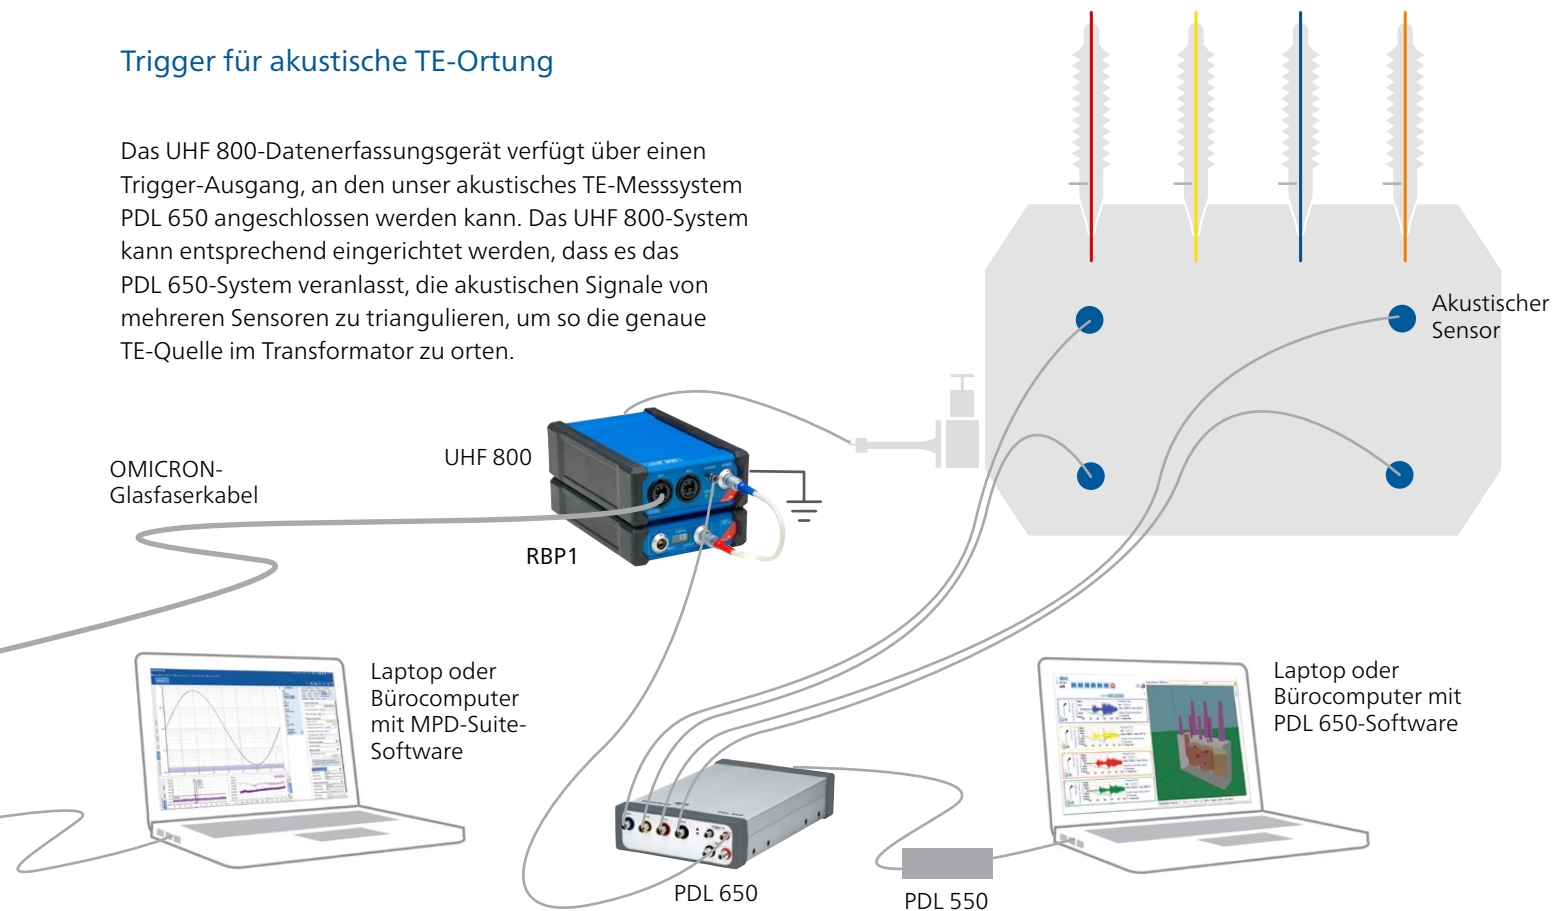 Trigger für akustische TE-Ortung
Das UHF 800-Datenerfassungsgerät verfügt über einen
Trigger-Ausgang, an den unser akustisches TE-Messsystem
PDL 650 angeschlossen werden kann. Das UHF 800-System
kann entsprechend eingerichtet werden, dass es das
PDL 650-System veranlasst, die akustischen Signale von
mehreren Sensoren zu triangulieren, um so die genaue
TE-Quelle im Transformator zu orten.
Akustischer
Sensor
UHF 800
OMICRON-
Glasfaserkabel
RBP1
Laptop oder
Bürocomputer
mit MPD-Suite-
Software
Laptop oder
Bürocomputer mit
PDL 650-Software
PDL 650
PDL 550